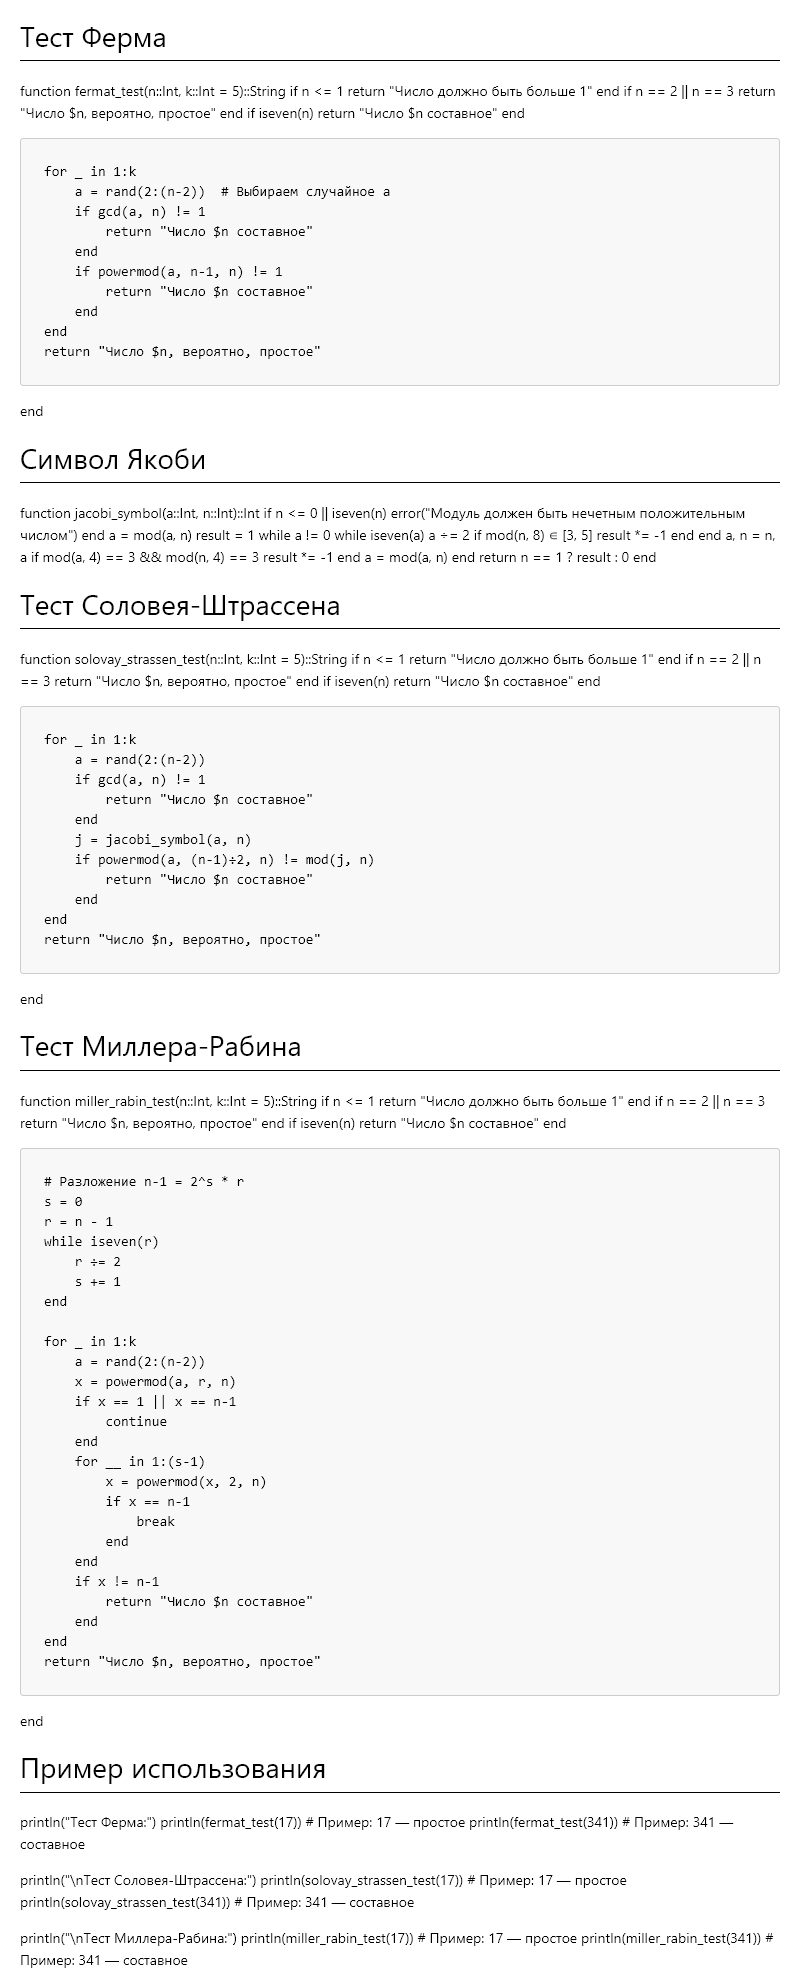 Тест Ферма
function fermat_test(n::Int, k::Int = 5)::String if n <= 1 return "Число должно быть больше 1" end if n == 2 || n == 3 return
"Число $n, вероятно, простое" end if iseven(n) return "Число $n составное" end
for _ in 1:k
    a = rand(2:(n-2))  # Выбираем случайное a
    if gcd(a, n) != 1
        return "Число $n составное"
    end
    if powermod(a, n-1, n) != 1
        return "Число $n составное"
    end
end
return "Число $n, вероятно, простое"
end
Символ Якоби
function jacobi_symbol(a::Int, n::Int)::Int if n <= 0 || iseven(n) error("Модуль должен быть нечетным положительным
числом") end a = mod(a, n) result = 1 while a != 0 while iseven(a) a ÷= 2 if mod(n, 8) ∈ [3, 5] result *= -1 end end a, n = n,
a if mod(a, 4) == 3 && mod(n, 4) == 3 result *= -1 end a = mod(a, n) end return n == 1 ? result : 0 end
Тест Соловея-Штрассена
function solovay_strassen_test(n::Int, k::Int = 5)::String if n <= 1 return "Число должно быть больше 1" end if n == 2 || n
== 3 return "Число $n, вероятно, простое" end if iseven(n) return "Число $n составное" end
for _ in 1:k
    a = rand(2:(n-2))
    if gcd(a, n) != 1
        return "Число $n составное"
    end
    j = jacobi_symbol(a, n)
    if powermod(a, (n-1)÷2, n) != mod(j, n)
        return "Число $n составное"
    end
end
return "Число $n, вероятно, простое"
end
Тест Миллера-Рабина
function miller_rabin_test(n::Int, k::Int = 5)::String if n <= 1 return "Число должно быть больше 1" end if n == 2 || n == 3
return "Число $n, вероятно, простое" end if iseven(n) return "Число $n составное" end
# Разложение n-1 = 2^s * r
s = 0
r = n - 1
while iseven(r)
    r ÷= 2
    s += 1
end
for _ in 1:k
    a = rand(2:(n-2))
    x = powermod(a, r, n)
    if x == 1 || x == n-1
        continue
    end
    for __ in 1:(s-1)
        x = powermod(x, 2, n)
        if x == n-1
            break
        end
    end
    if x != n-1
        return "Число $n составное"
    end
end
return "Число $n, вероятно, простое"
end
Пример использования
println("Тест Ферма:") println(fermat_test(17)) # Пример: 17 — простое println(fermat_test(341)) # Пример: 341 —
составное
println("\nТест Соловея-Штрассена:") println(solovay_strassen_test(17)) # Пример: 17 — простое
println(solovay_strassen_test(341)) # Пример: 341 — составное
println("\nТест Миллера-Рабина:") println(miller_rabin_test(17)) # Пример: 17 — простое println(miller_rabin_test(341)) #
Пример: 341 — составное